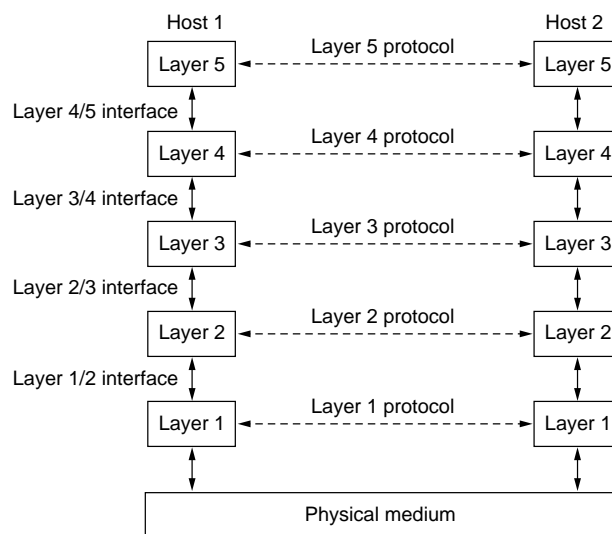 Host 1
Host 2
Layer 5 protocol
Layer 5
Layer 5
Layer 4/5 interface
Layer 4 protocol
Layer 4
Layer 4
Layer 3/4 interface
Layer 3 protocol
Layer 3
Layer 3
Layer 2/3 interface
Layer 2 protocol
Layer 2
Layer 2
Layer 1/2 interface
Layer 1 protocol
Layer 1
Layer 1
Physical medium